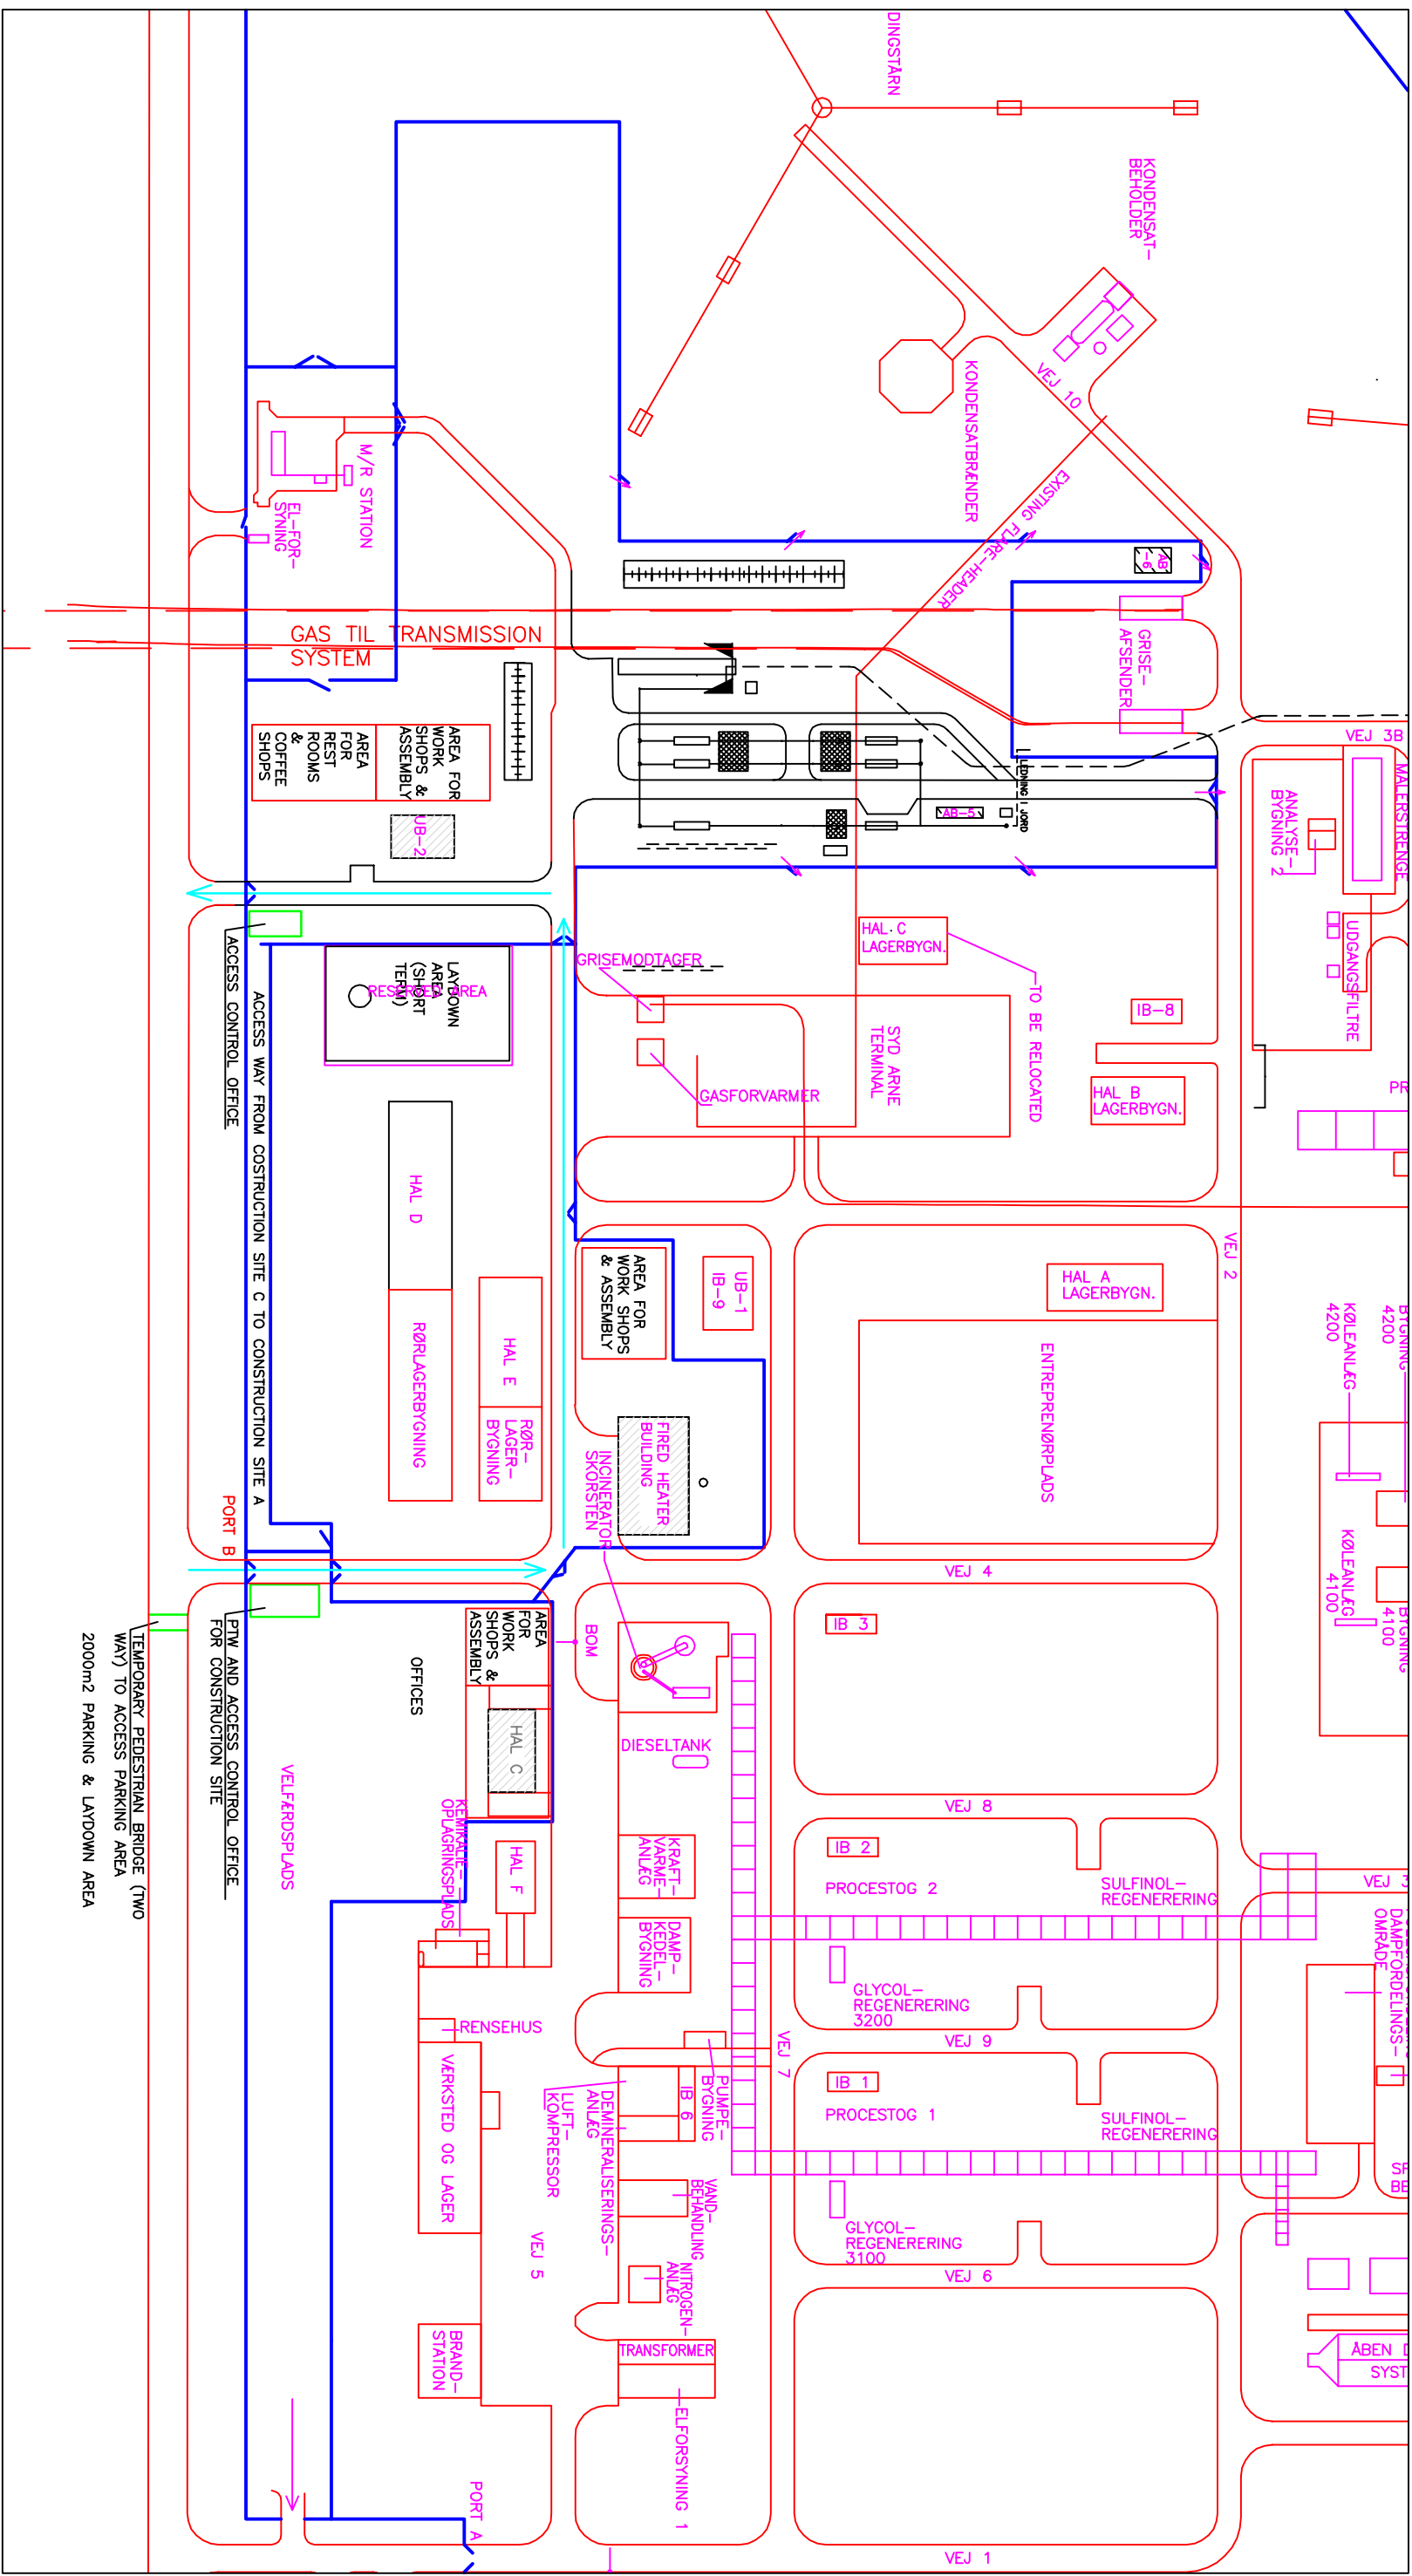 DINGSTÅRN
KONDENSAT-
BEHOLDER
KONDENSATBRÆNDER
VEJ 10
EXISTING FLARE-HEADER
M/R STATION
EL-FOR-
SYNING
AB
-6
GRISE-
AFSENDER
GAS TIL TRANSMISSION
SYSTEM
VEJ 3B
MÅLERSTRENGE
ANALYSE-
BYGNING 2
UDGANGSFILTRE
LEDNING I JORD
AB-5
AREA FOR
WORK
SHOPS &
ASSEMBLY
AREA
FOR
REST
ROOMS
&
COFFEE
SHOPS
UB-2
HAL C
LAGERBYGN.
TO BE RELOCATED
GRISEMODTAGER
IB-8
HAL B
LAGERBYGN.
SYD ARNE
TERMINAL
GASFORVARMER
PR
ACCESS CONTROL OFFICE
LAYDOWN
AREA
(SHORT
TERM)
RESERVED AREA
ACCESS WAY FROM COSTRUCTION SITE C TO CONSTRUCTION SITE A
HAL D
RØRLAGERBYGNING
HAL E
RØR-
LAGER-
BYGNING
AREA FOR
WORK SHOPS
& ASSEMBLY
UB-1
IB-9
HAL A
LAGERBYGN.
VEJ 2
ENTREPRENØRPLADS
BYGNING
4200
KØLEANLÆG
4200
KØLEANLÆG
4100
BYGNING
4100
FIRED HEATER
BUILDING
INCINERATOR
SKORSTEN
PORT B
VEJ 4
IB 3
BOM
AREA
FOR
WORK
SHOPS &
ASSEMBLY
OFFICES
HAL C
DIESELTANK
PTW AND ACCESS CONTROL OFFICE
FOR CONSTRUCTION SITE
TEMPORARY PEDESTRIAN BRIDGE (TWO
WAY) TO ACCESS PARKING AREA
2000m2 PARKING & LAYDOWN AREA
VELFÆRDSPLADS
VEJ 8
IB 2
PROCESTOG 2
SULFINOL-
REGENERERING
VEJ 3
KRAFT-
VARME-
ANLÆG
HAL F
KEMIKALIE-
OPLAGRINGSPLADS
DAMP-
KEDEL-
BYGNING
DAMPFORDELINGS-
OMRÅDE
GLYCOL-
REGENERERING
3200
VEJ 9
RENSEHUS
VEJ 7
IB 1
PROCESTOG 1
SULFINOL-
REGENERERING
PUMPE-
BYGNING
IB 6
VÆRKSTED OG LAGER
LUFT-
KOMPRESSOR
DEMINERALISERINGS-
ANLÆG
VAND-
BEHANDLING
GLYCOL-
REGENERERING
3100
VEJ 6
VEJ 5
NITROGEN-
ANLÆG
TRANSFORMER
BRAND-
STATION
ELFORSYNING 1
ÅBEN D
SYST
PORT A
VEJ 1